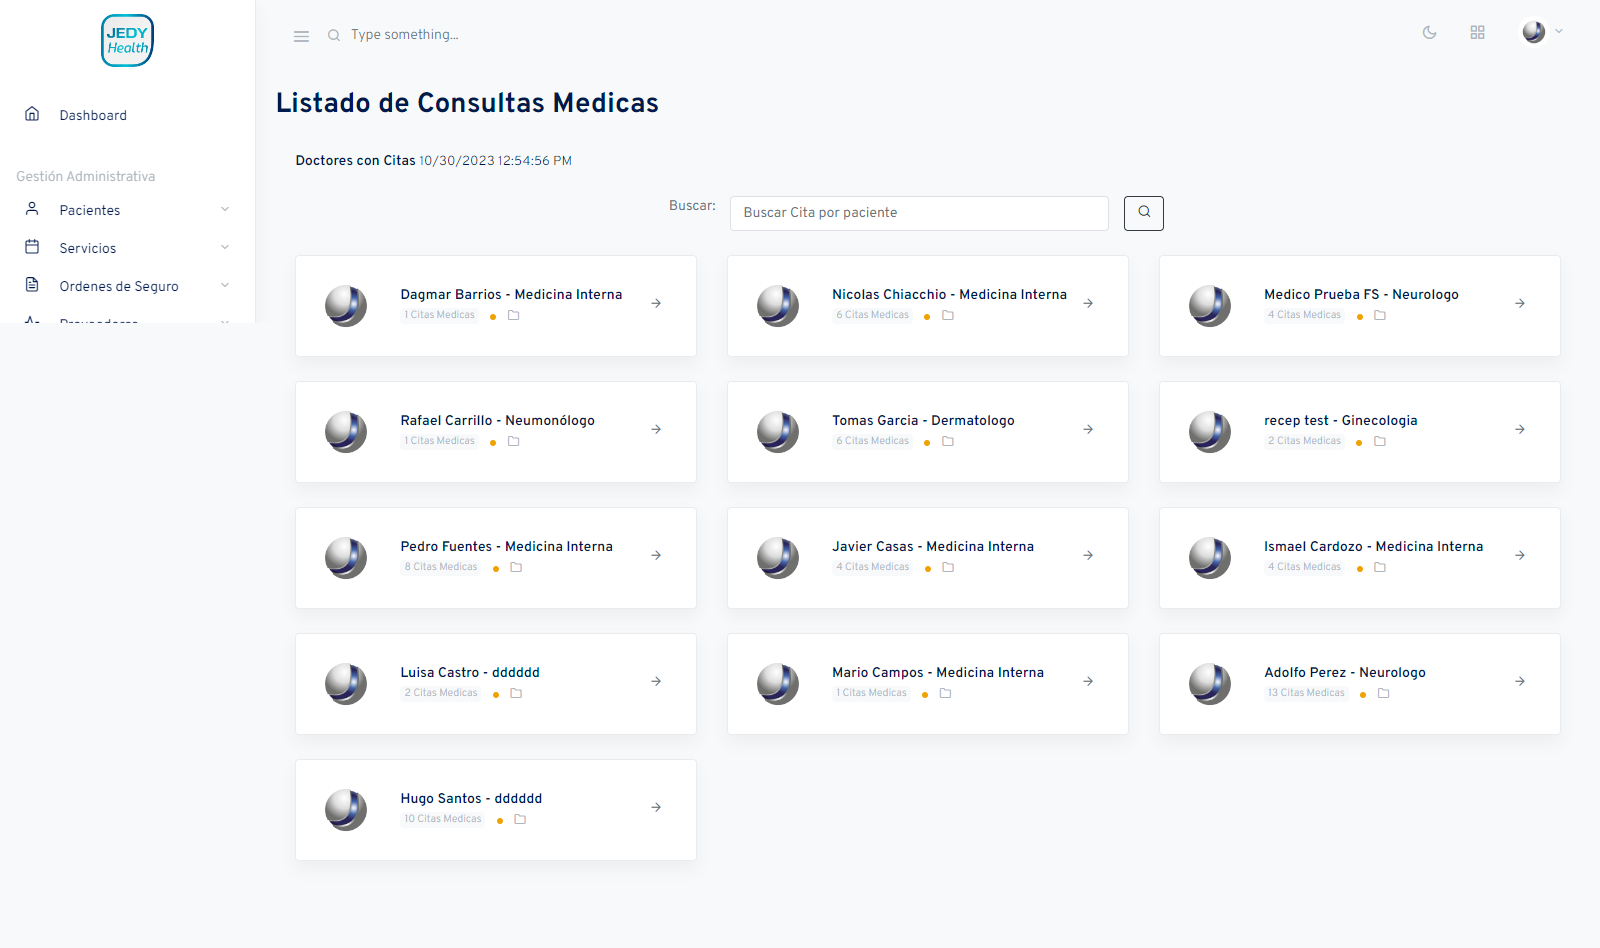 JEDY
Health
Type something...
Dashboard
Gestión Administrativa
Pacientes
Servicios
Ordenes de Seguro
Proveedores
Listado de Consultas Medicas
Doctores con Citas 10/30/2023 12:54:56 PM
Buscar:
Buscar Cita por paciente
Dagmar Barrios - Medicina Interna
1 Citas Medicas
Nicolas Chiacchio - Medicina Interna
6 Citas Medicas
Medico Prueba FS - Neurologo
4 Citas Medicas
Rafael Carrillo - Neumonólogo
1 Citas Medicas
Tomas Garcia - Dermatologo
6 Citas Medicas
recep test - Ginecologia
2 Citas Medicas
Pedro Fuentes - Medicina Interna
8 Citas Medicas
Javier Casas - Medicina Interna
4 Citas Medicas
Ismael Cardozo - Medicina Interna
4 Citas Medicas
Luisa Castro - dddddd
2 Citas Medicas
Mario Campos - Medicina Interna
1 Citas Medicas
Adolfo Perez - Neurologo
13 Citas Medicas
Hugo Santos - dddddd
10 Citas Medicas